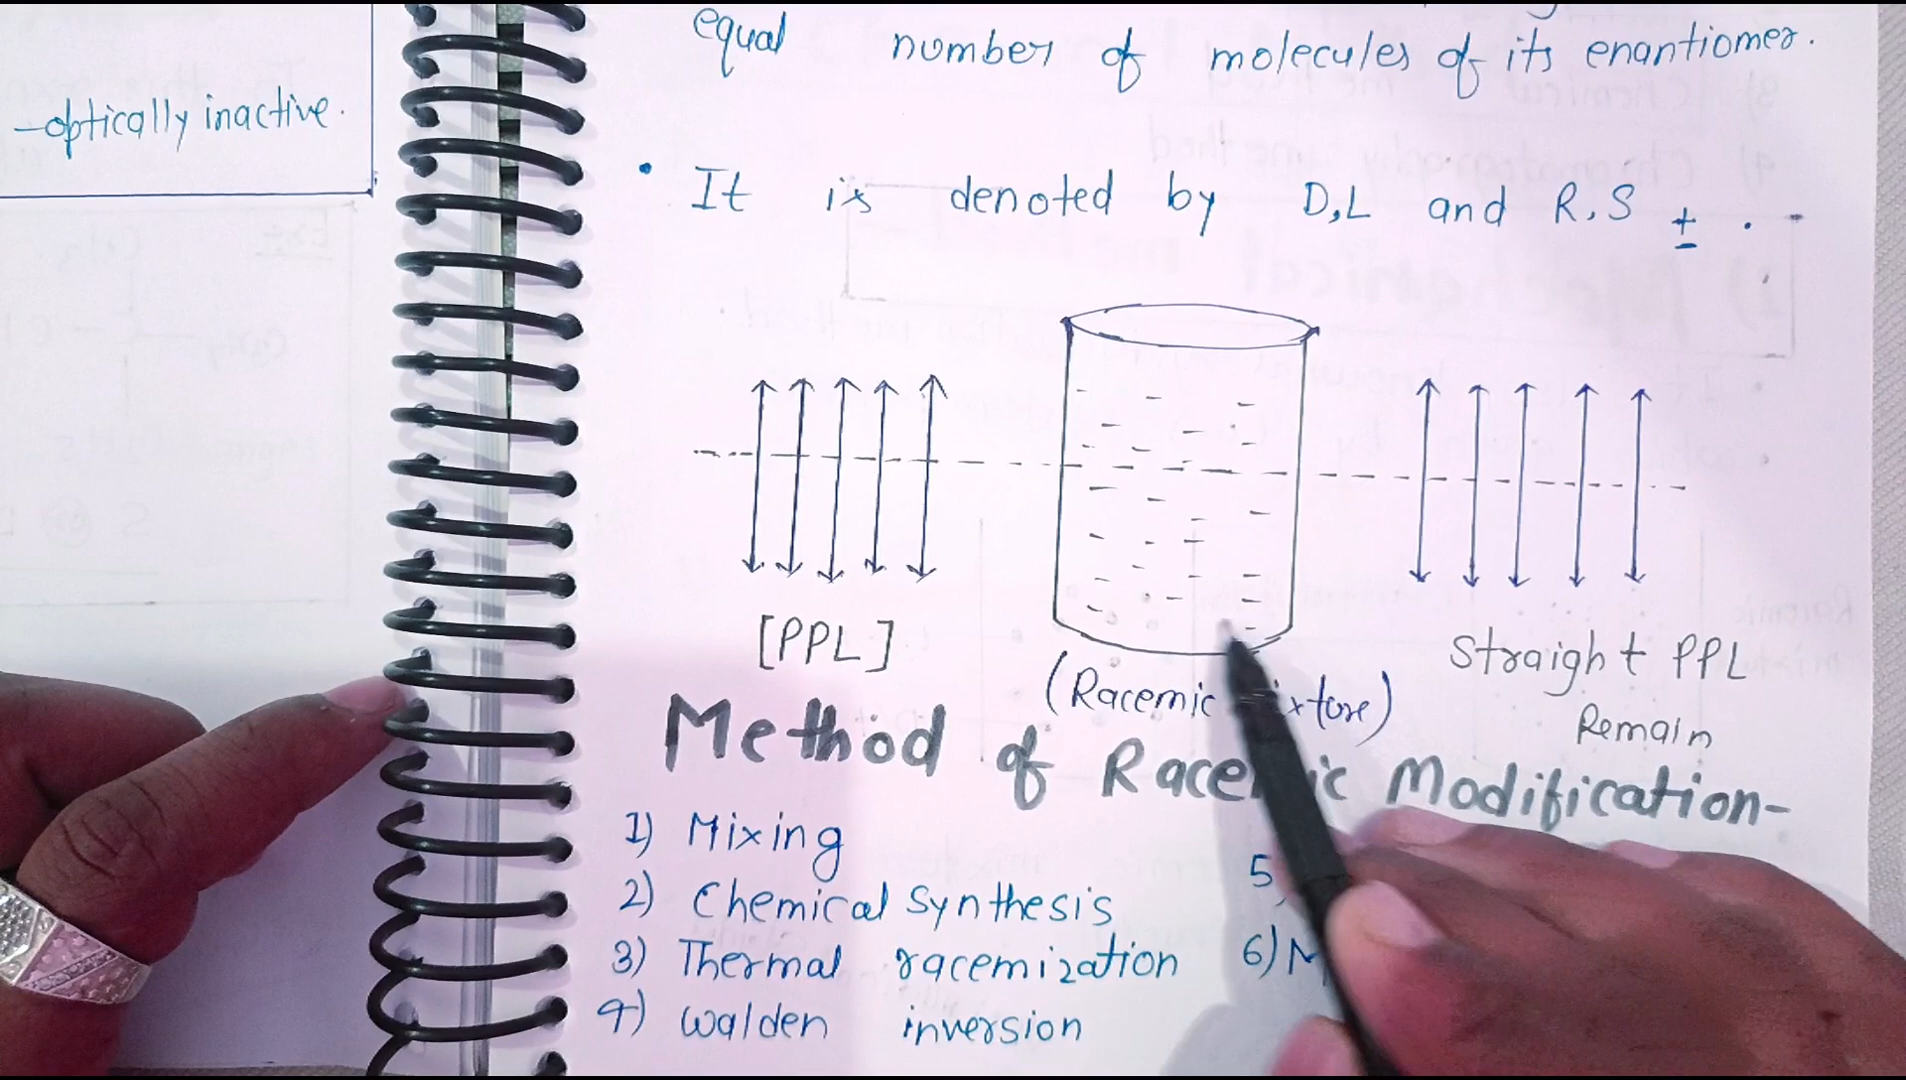 -optically inactive.
equal number of molecules of its enantiomer.
• It is denoted by D,L and R.S ± .
[PPL]
(Racemic
Straight PPL
Remain
Method of Modification-
1) Mixing
2) Chemical synthesis
3) Thermal racemization
4) walden inversion
5
6)